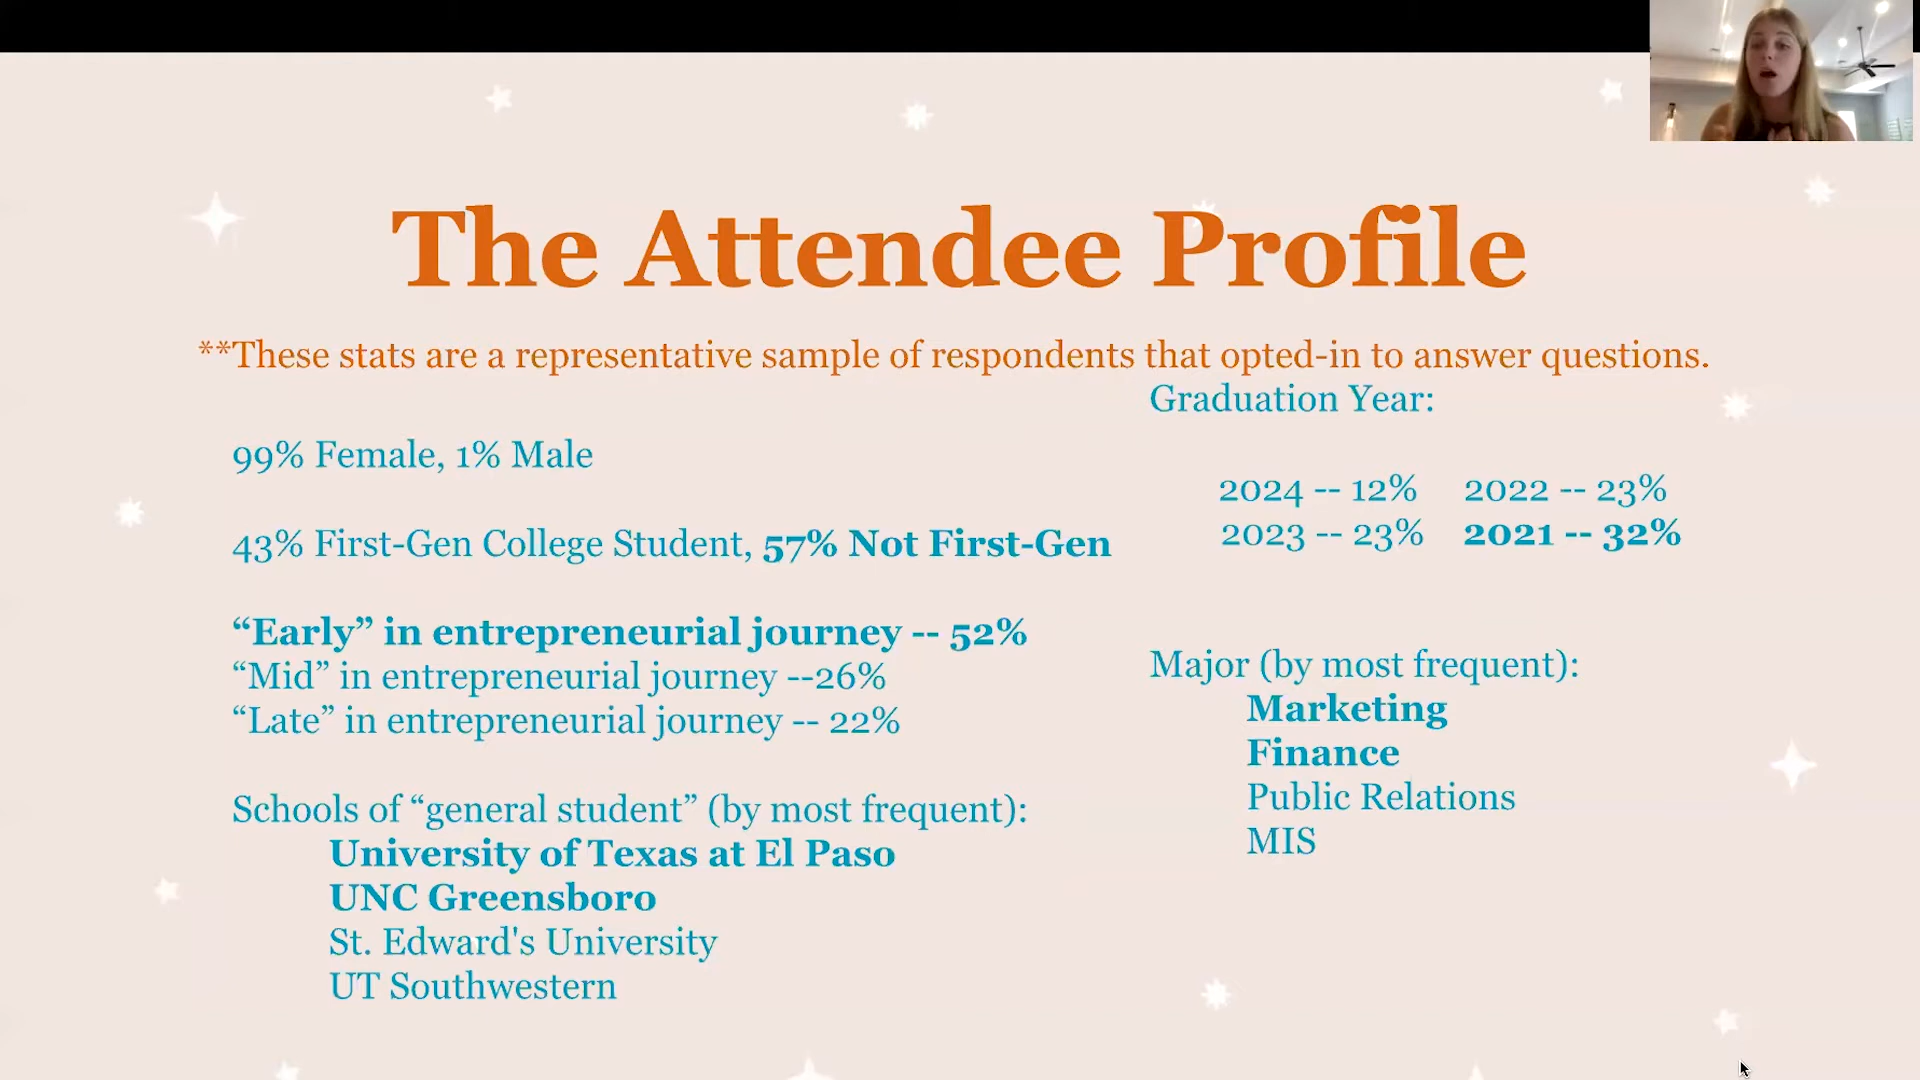 The Attendee Profile
**These stats are a representative sample of respondents that opted-in to answer questions.
99% Female, 1% Male
43% First-Gen College Student, 57% Not First-Gen
“Early” in entrepreneurial journey -- 52%
“Mid” in entrepreneurial journey --26%
“Late” in entrepreneurial journey -- 22%
Schools of “general student” (by most frequent):
University of Texas at El Paso
UNC Greensboro
St. Edward's University
UT Southwestern
Graduation Year:
2024 -- 12% 2022 -- 23%
2023 -- 23% 2021 -- 32%
Major (by most frequent):
Marketing
Finance
Public Relations
MIS